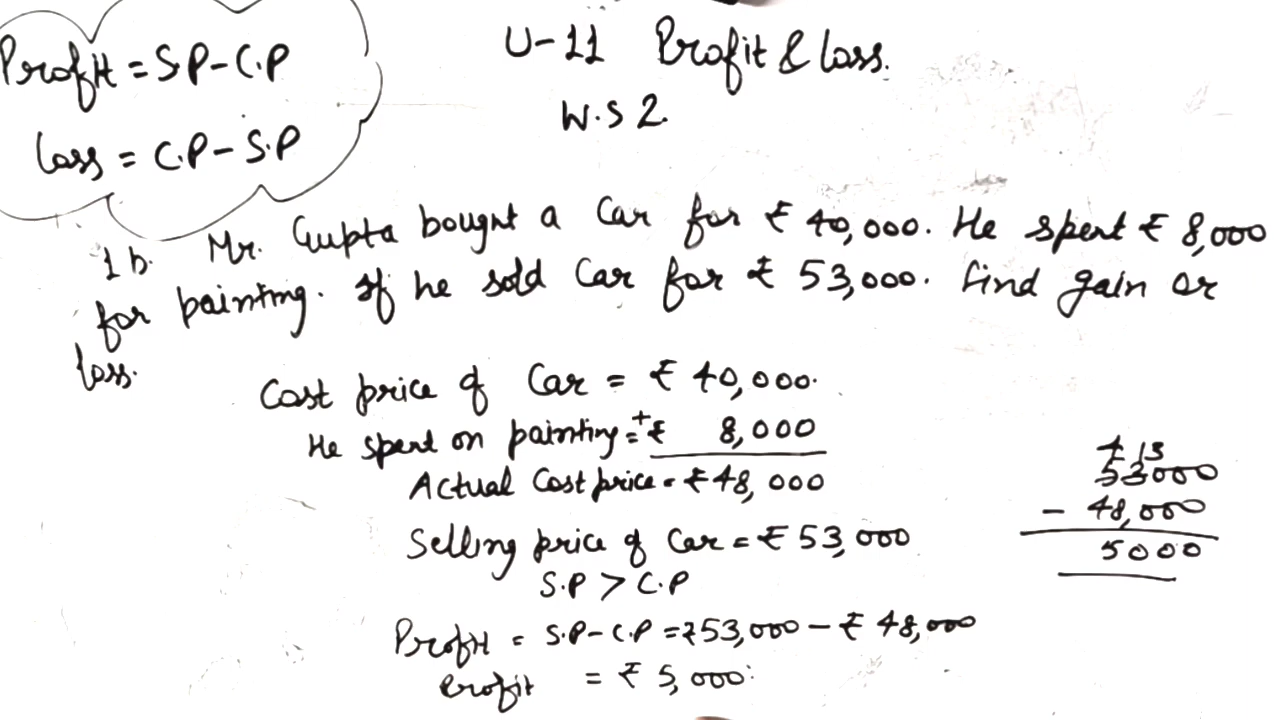 Profit = S.P-C.P
Loss = C.P-S.P
U-11 Profit & Loss.
W.S 2.
1b. Mr. Gupta bought a Car for ₹ 40,000. He spent ₹ 8,000
for painting. If he sold Car for ₹ 53,000. Find gain or
loss.
Cost price of Car = ₹ 40,000.
He spent on painting = +₹ 8,000
Actual Cost price = ₹48,000
Selling price of Car = ₹ 53,000
S.P > C.P
Profit = S.P-C.P = ₹53,000 - ₹ 48,000
Profit = ₹ 5,000.
4 13
53000
- 48,000
5000